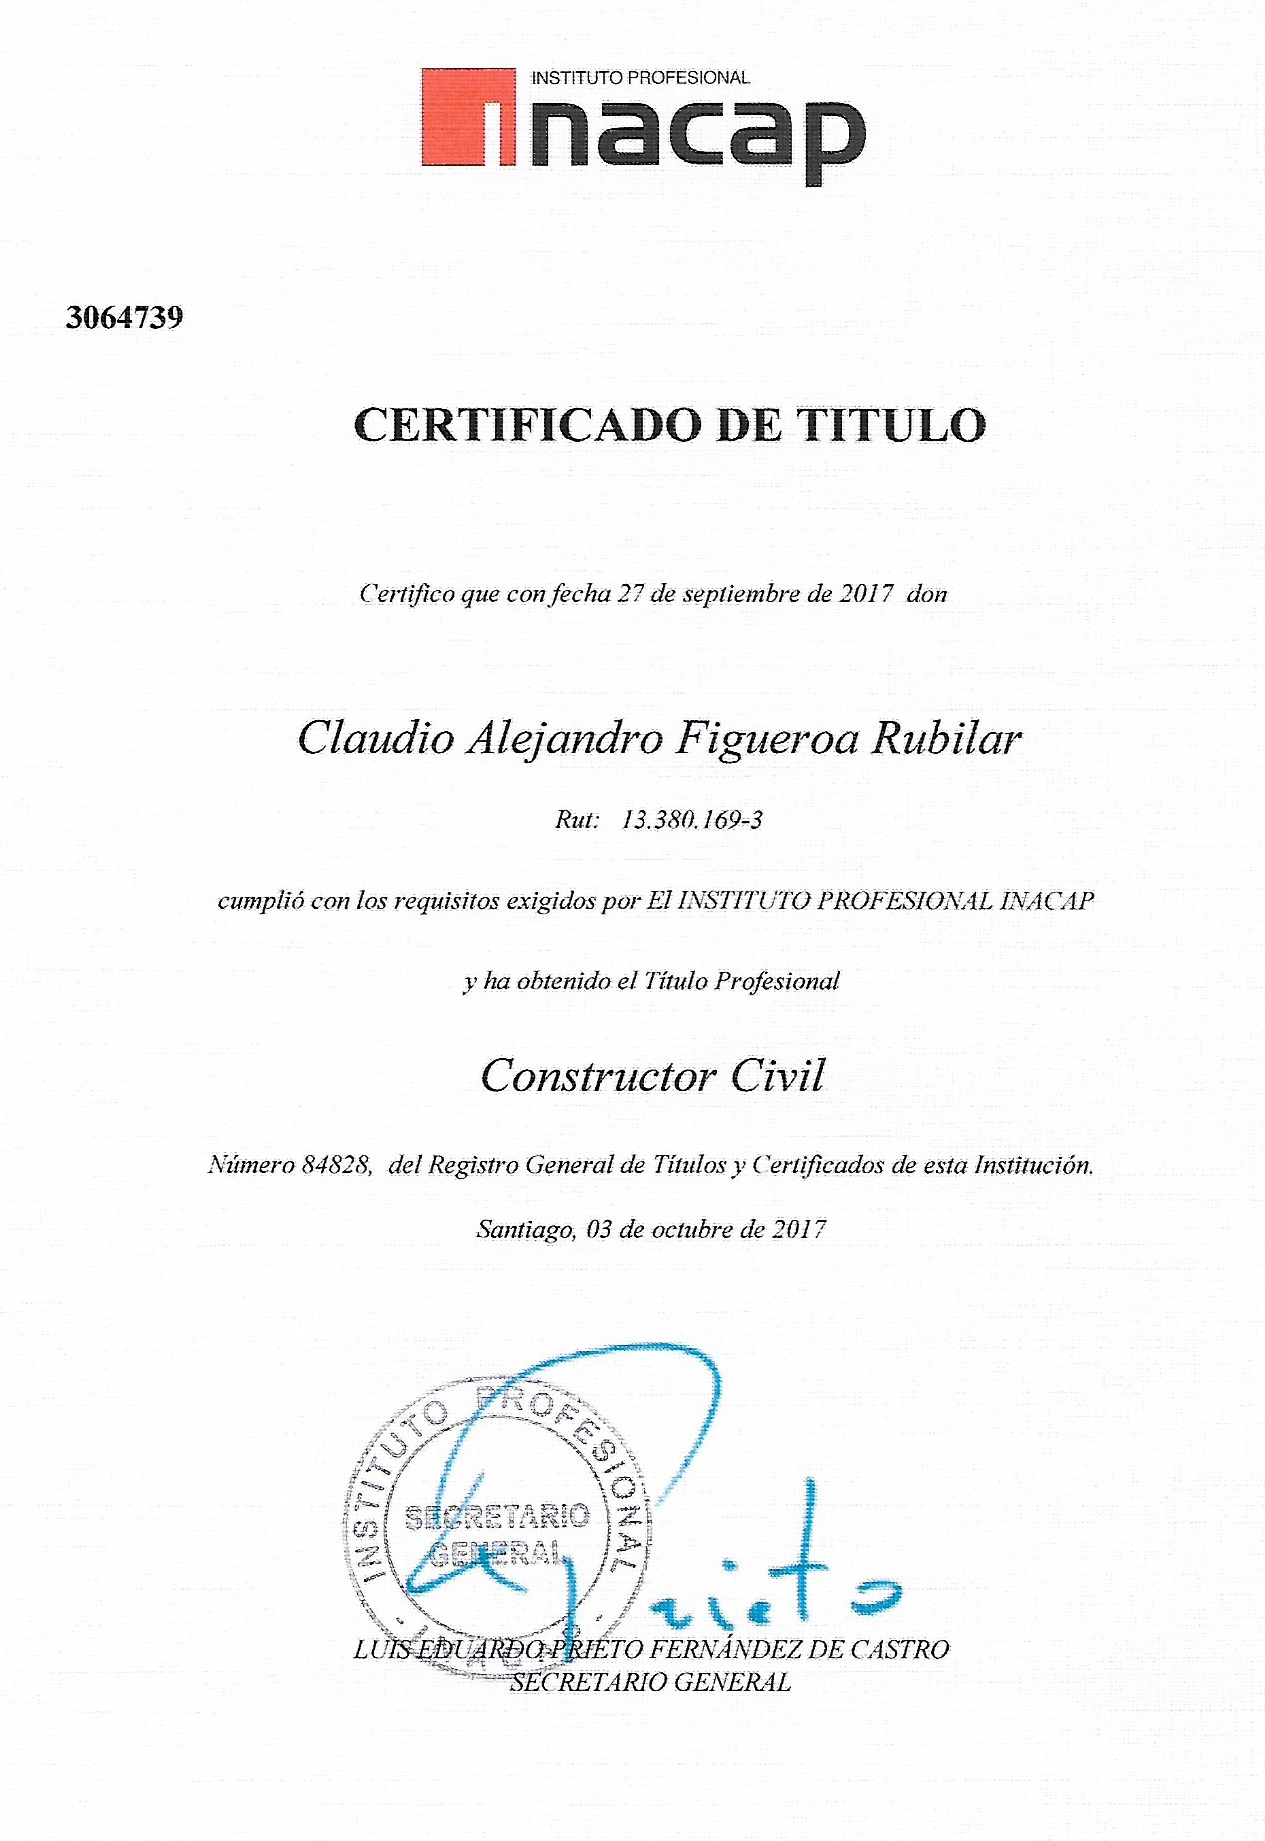 INSTITUTO PROFESIONAL
inacap
3064739
CERTIFICADO DE TITULO
Certifico que con fecha 27 de septiembre de 2017 don
Claudio Alejandro Figueroa Rubilar
Rut: 13.380.169-3
cumplió con los requisitos exigidos por El INSTITUTO PROFESIONAL INACAP
y ha obtenido el Título Profesional
Constructor Civil
Número 84828, del Registro General de Títulos y Certificados de esta Institución.
Santiago, 03 de octubre de 2017
INSTITUTO PROFESIONAL
SECRETARIO
GENERAL
- INACAP -
Prieto
LUIS EDUARDO PRIETO FERNÁNDEZ DE CASTRO
SECRETARIO GENERAL